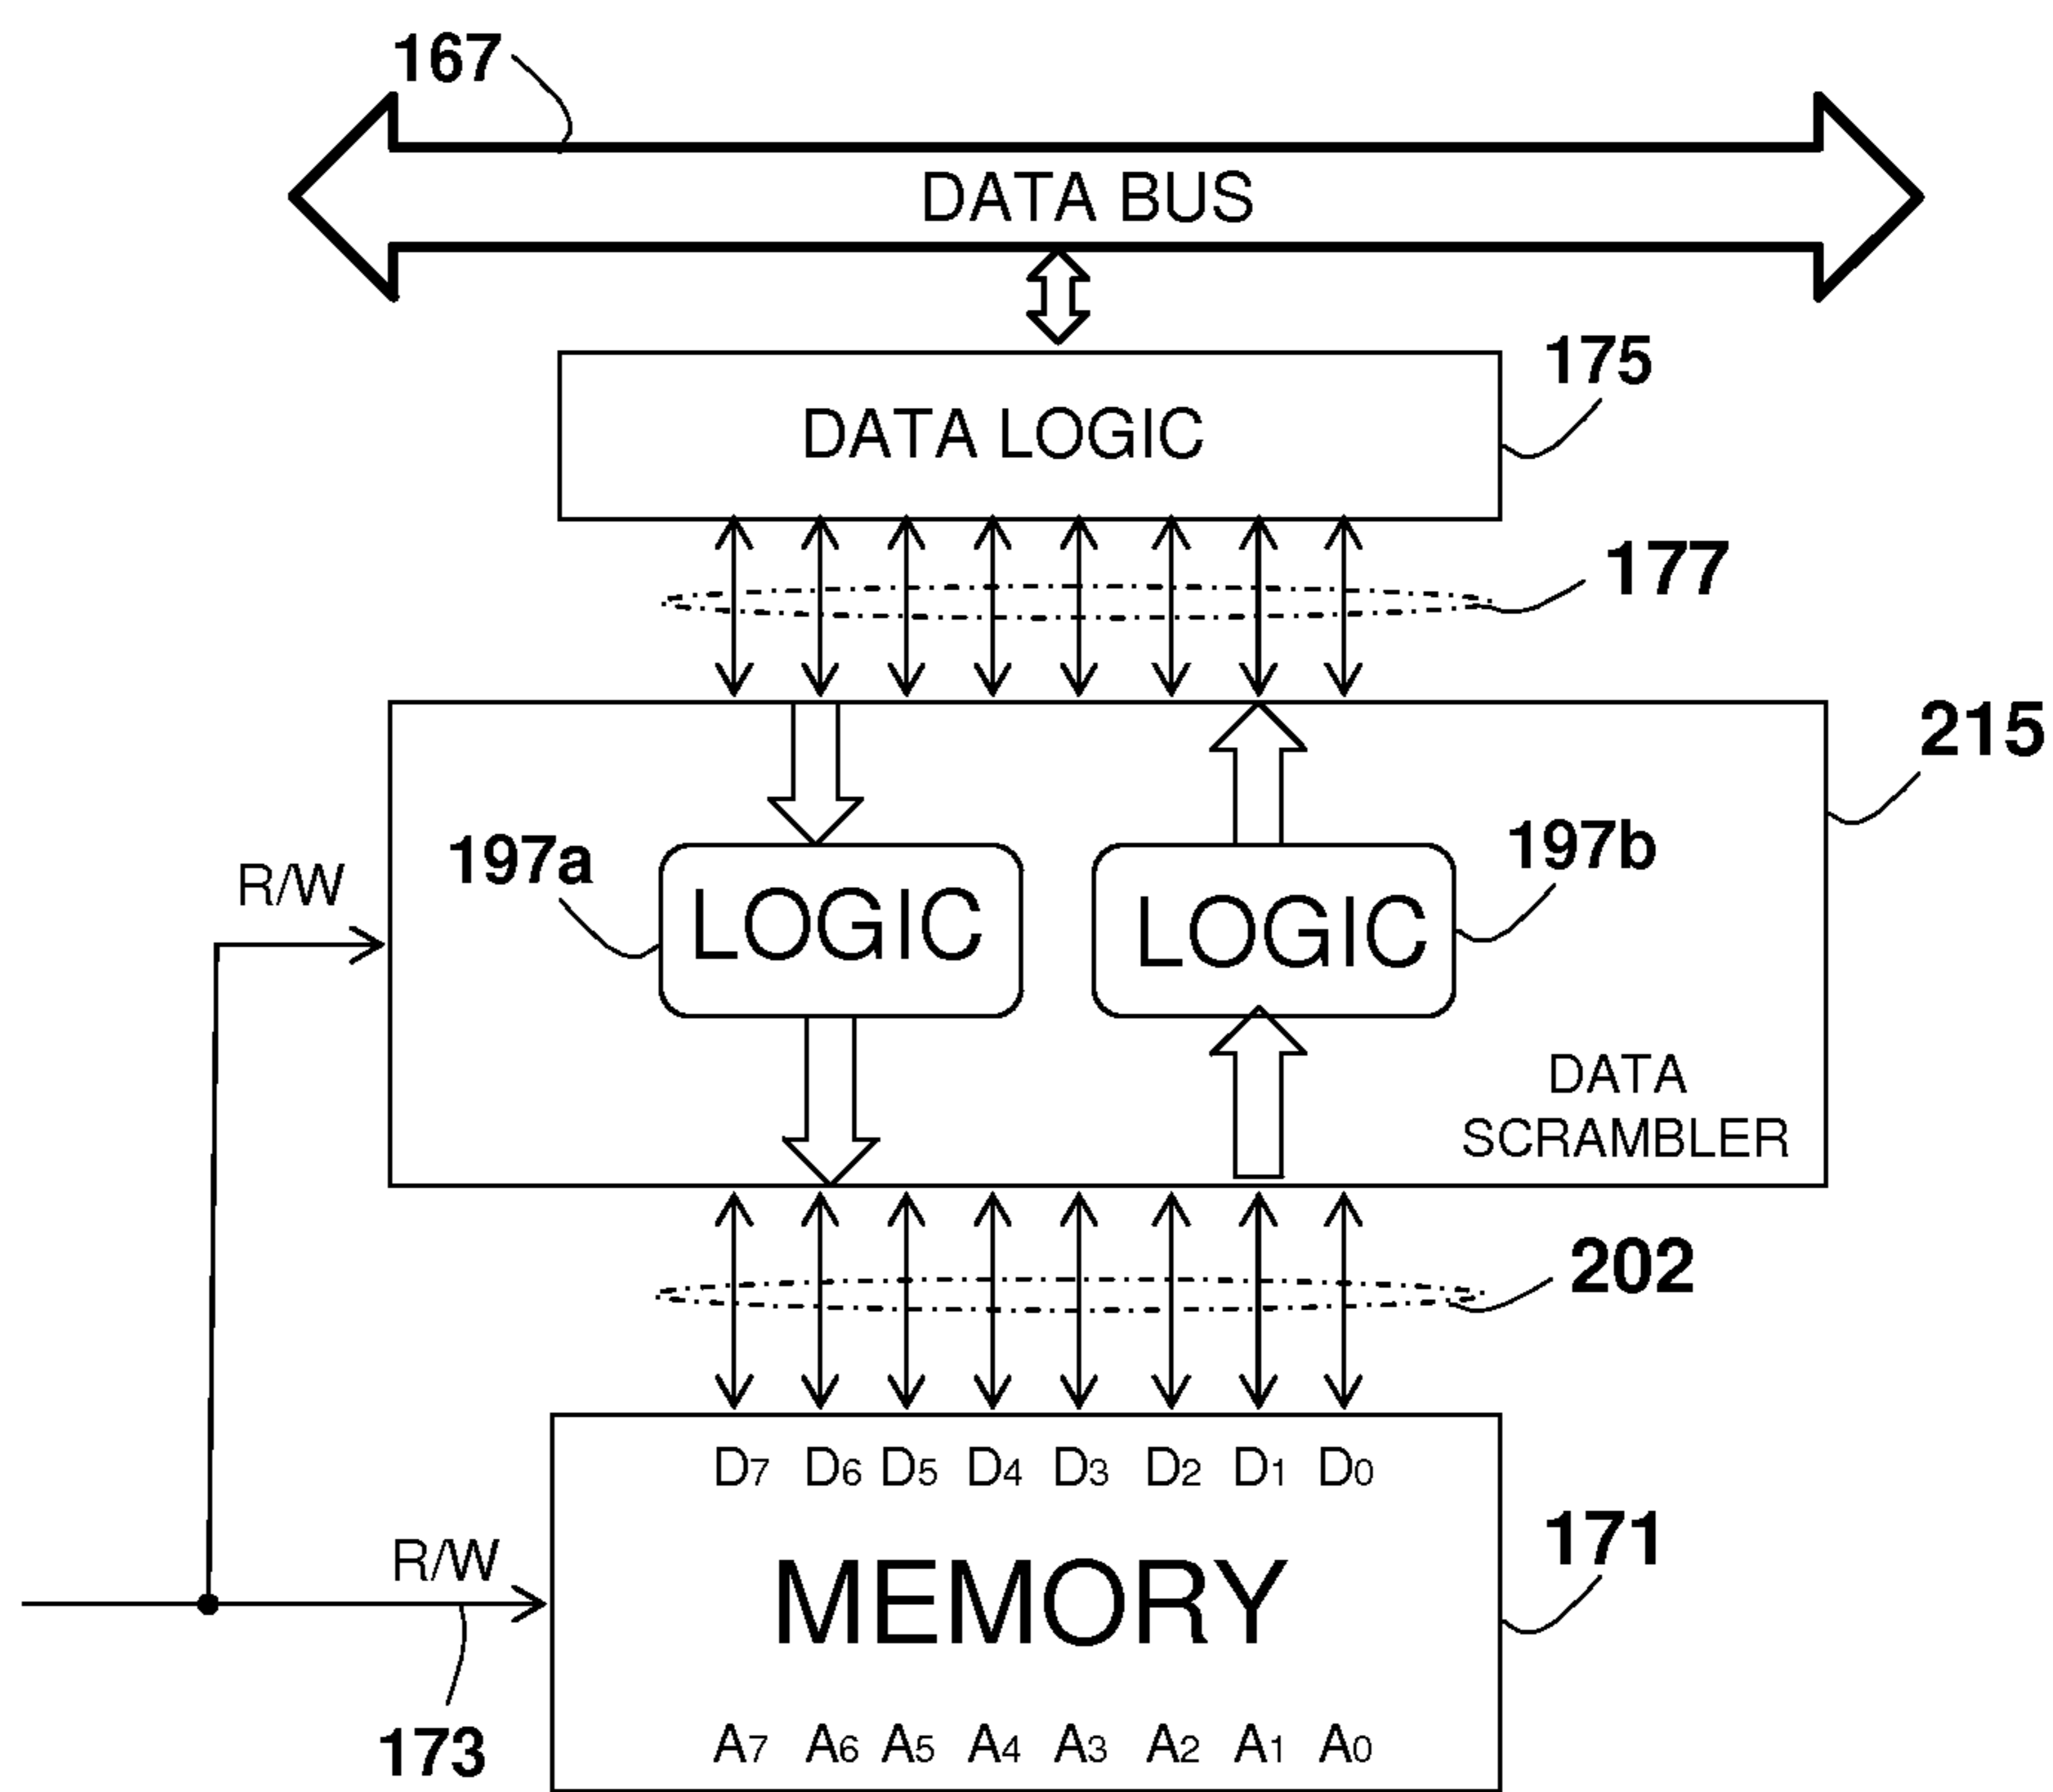 167
DATA BUS
175
DATA LOGIC
177
215
R/W
197a
LOGIC
LOGIC
197b
DATA
SCRAMBLER
202
D7 D6 D5 D4 D3 D2 D1 D0
R/W
MEMORY
171
173
A7 A6 A5 A4 A3 A2 A1 A0